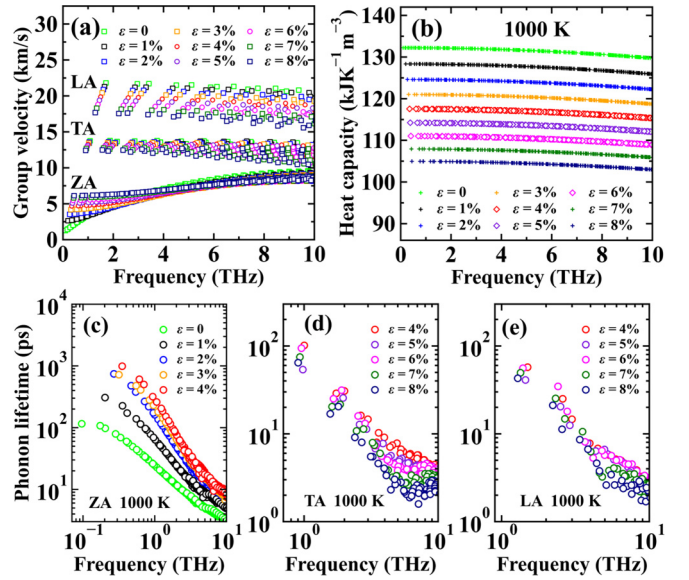 (a)
ε = 0 ε = 3% ε = 6%
ε = 1% ε = 4% ε = 7%
ε = 2% ε = 5% ε = 8%
LA
TA
ZA
30
25
20
15
10
5
0
0 2 4 6 8 10
Group velocity (km/s)
Frequency (THz)
(b)
1000 K
130
120
110
100
90
ε = 0 ε = 3% ε = 6%
ε = 1% ε = 4% ε = 7%
ε = 2% ε = 5% ε = 8%
0 2 4 6 8 10
Heat capacity (kJK⁻¹ m⁻³)
Frequency (THz)
(c)
ε = 0
ε = 1%
ε = 2%
ε = 3%
ε = 4%
10⁴
10³
10²
10¹
ZA 1000 K
10⁻¹ 10⁰ 10¹
Phonon lifetime (ps)
Frequency (THz)
(d)
ε = 4%
ε = 5%
ε = 6%
ε = 7%
ε = 8%
10²
10¹
10⁰
TA 1000 K
10⁰ 10¹
Frequency (THz)
(e)
ε = 4%
ε = 5%
ε = 6%
ε = 7%
ε = 8%
10²
10¹
10⁰
LA 1000 K
10⁰ 10¹
Frequency (THz)